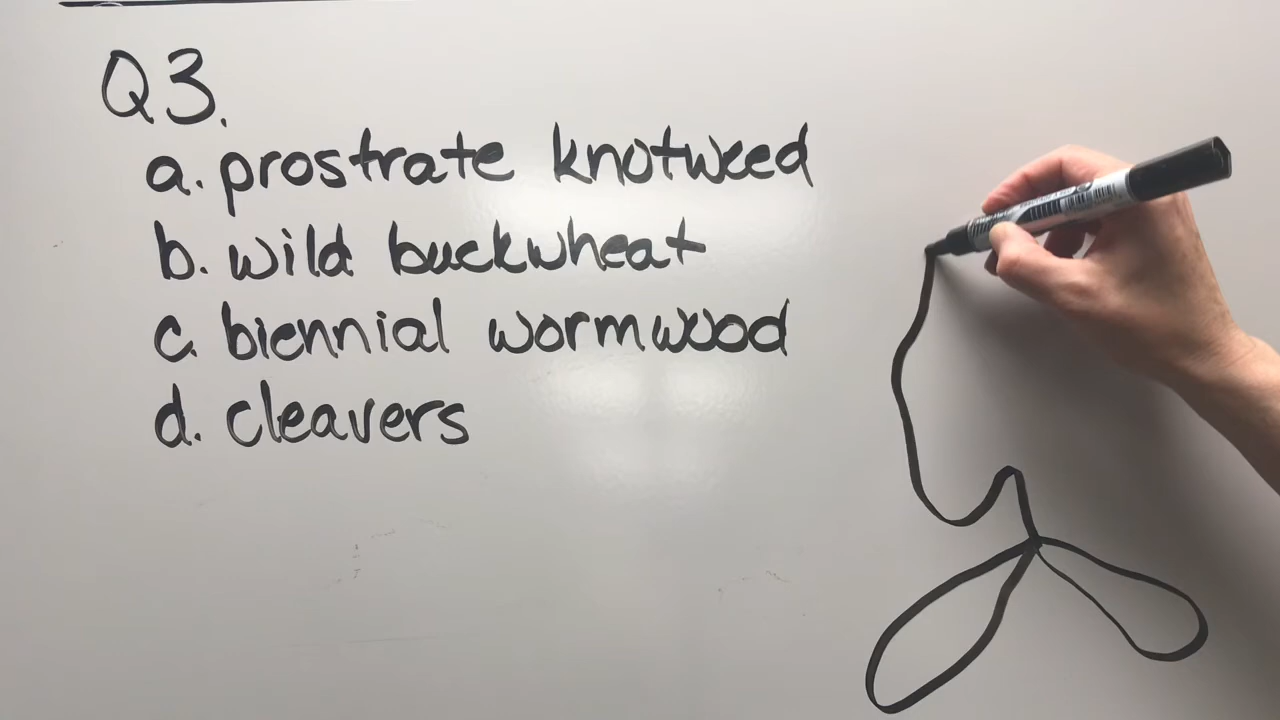 Q3.
a. prostrate knotweed
b. wild buckwheat
c. biennial wormwood
d. cleavers